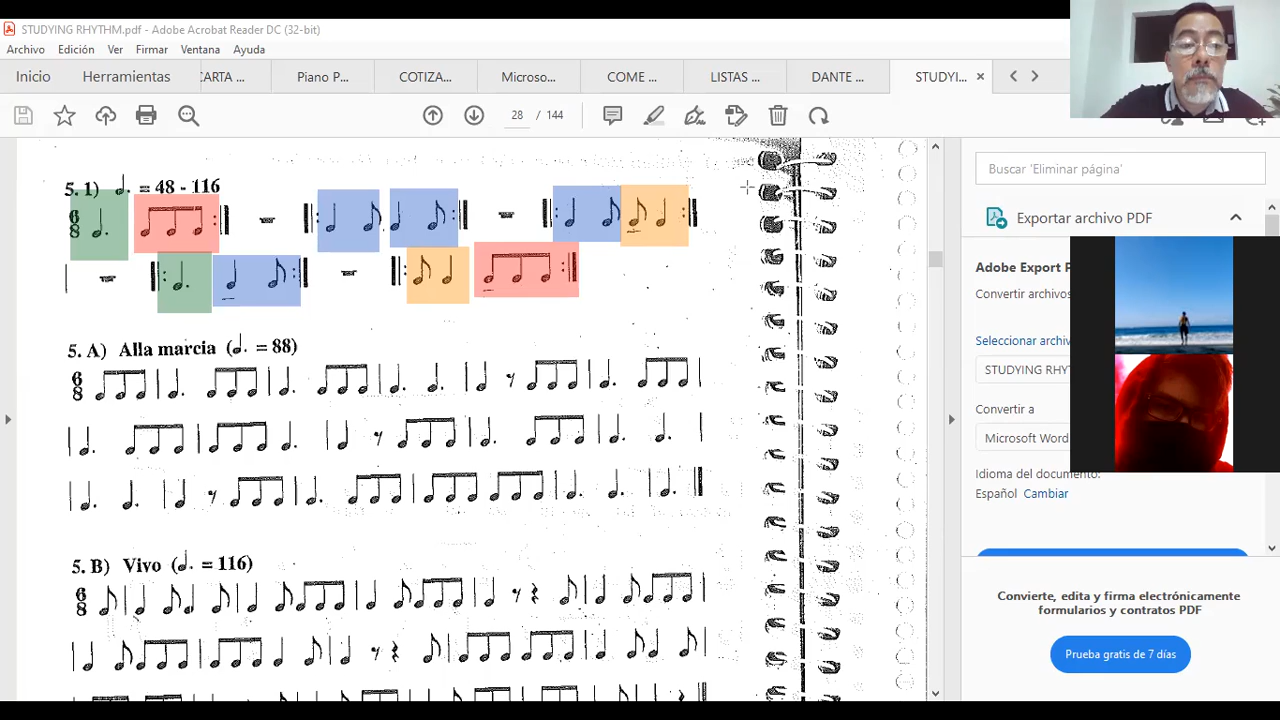 STUDYING RHYTHM.pdf - Adobe Acrobat Reader DC (32-bit)
Archivo Edición Ver Firmar Ventana Ayuda
Inicio Herramientas CARTA ... Piano P... COTIZA... Microso... COME ... LISTAS ... DANTE ... STUDYI...
28 / 144
Buscar 'Eliminar página'
Exportar archivo PDF
Adobe Export P
Convertir archivos
Seleccionar archiv
STUDYING RHYT
Convertir a
Microsoft Word
Idioma del documento:
Español Cambiar
Convierte, edita y firma electrónicamente
formularios y contratos PDF
Prueba gratis de 7 días
5. 1) = 48 - 116
6
8
5. A) Alla marcia ( = 88)
6
8
5. B) Vivo ( = 116)
6
8